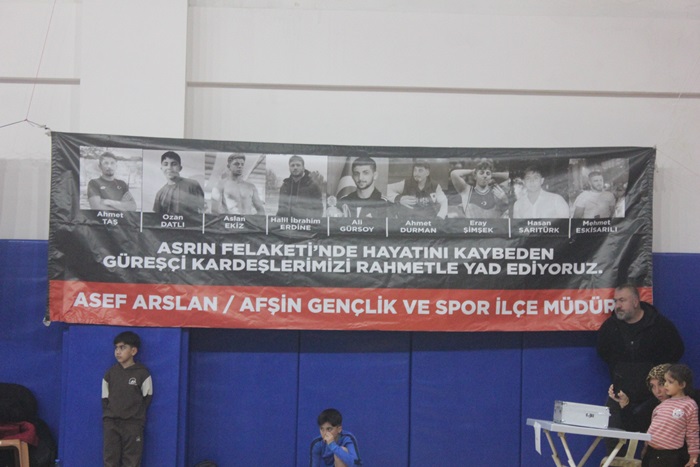 Ahmet
TAŞ
Ozan
DATLI
Aslan
EKİZ
Halil İbrahim
ERDİNE
Ali
GÜRSOY
Ahmet
DURMAN
Eray
ŞİMŞEK
Hasan
SARITÜRK
Mehmet
ESKİSARILI
ASRIN FELAKETİ'NDE HAYATINI KAYBEDEN
GÜREŞÇİ KARDEŞLERİMİZİ RAHMETLE YAD EDİYORUZ.
ASEF ARSLAN / AFŞİN GENÇLİK VE SPOR İLÇE MÜDÜR